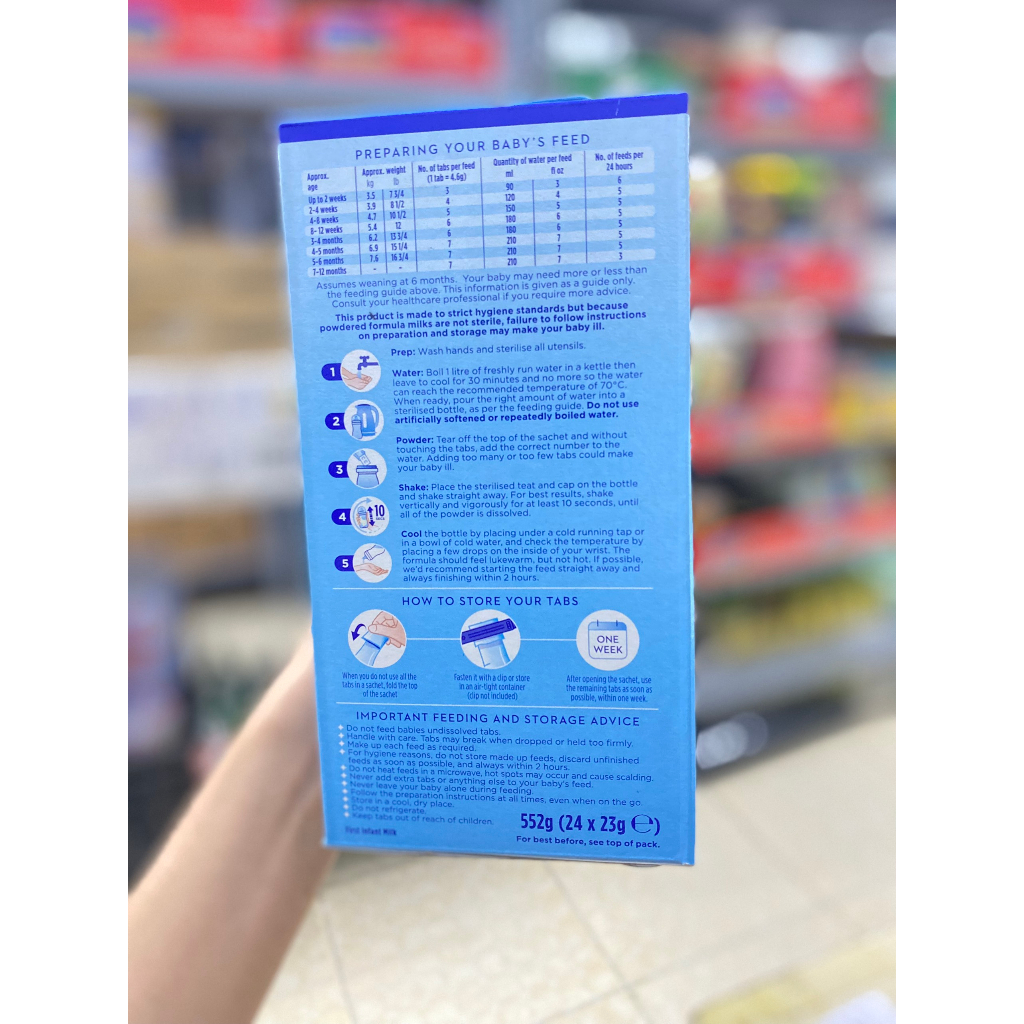 PREPARING YOUR BABY'S FEED
Approx. age Approx. weight No. of tabs per feed (1 tab = 4.6g) Quantity of water per feed No. of feeds per 24 hours
kg lb ml fl oz
Up to 2 weeks 3.5 7 3/4 3 90 3 6
2-4 weeks 3.9 8 1/2 4 120 4 5
4-8 weeks 4.7 10 1/2 5 150 5 5
8-12 weeks 5.4 12 6 180 6 5
3-4 months 6.2 13 3/4 6 180 6 5
4-5 months 6.9 15 1/4 7 210 7 5
5-6 months 7.6 16 3/4 7 210 7 5
7-12 months - - 7 210 7 3
Assumes weaning at 6 months. Your baby may need more or less than
the feeding guide above. This information is given as a guide only.
Consult your healthcare professional if you require more advice.
This product is made to strict hygiene standards but because
powdered formula milks are not sterile, failure to follow instructions
on preparation and storage may make your baby ill.
Prep: Wash hands and sterilise all utensils.
1
Water: Boil 1 litre of freshly run water in a kettle then
leave to cool for 30 minutes and no more so the water
can reach the recommended temperature of 70°C.
When ready, pour the right amount of water into a
sterilised bottle, as per the feeding guide. Do not use
artificially softened or repeatedly boiled water.
2
Powder: Tear off the top of the sachet and without
touching the tabs, add the correct number to the
water. Adding too many or too few tabs could make
your baby ill.
3
Shake: Place the sterilised teat and cap on the bottle
and shake straight away. For best results, shake
vertically and vigorously for at least 10 seconds, until
all of the powder is dissolved.
4
10
Cool the bottle by placing under a cold running tap or
in a bowl of cold water, and check the temperature by
placing a few drops on the inside of your wrist. The
formula should feel lukewarm, but not hot. If possible,
we'd recommend starting the feed straight away and
always finishing within 2 hours.
5
HOW TO STORE YOUR TABS
ONE
WEEK
When you do not use all the
tabs in a sachet, fold the top
of the sachet
Fasten it with a clip or store
in an air-tight container
(clip not included)
After opening the sachet, use
the remaining tabs as soon as
possible, within one week.
IMPORTANT FEEDING AND STORAGE ADVICE
Do not feed babies undissolved tabs.
Handle with care. Tabs may break when dropped or held too firmly.
Make up each feed as required.
For hygiene reasons, do not store made up feeds, discard unfinished
feeds as soon as possible, and always within 2 hours.
Do not heat feeds in a microwave, hot spots may occur and cause scalding.
Never add extra tabs or anything else to your baby's feed.
Never leave your baby alone during feeding.
Follow the preparation instructions at all times, even when on the go.
Store in a cool, dry place.
Do not refrigerate.
Keep tabs out of reach of children.
First Infant Milk
552g (24 x 23g ℮)
For best before, see top of pack.